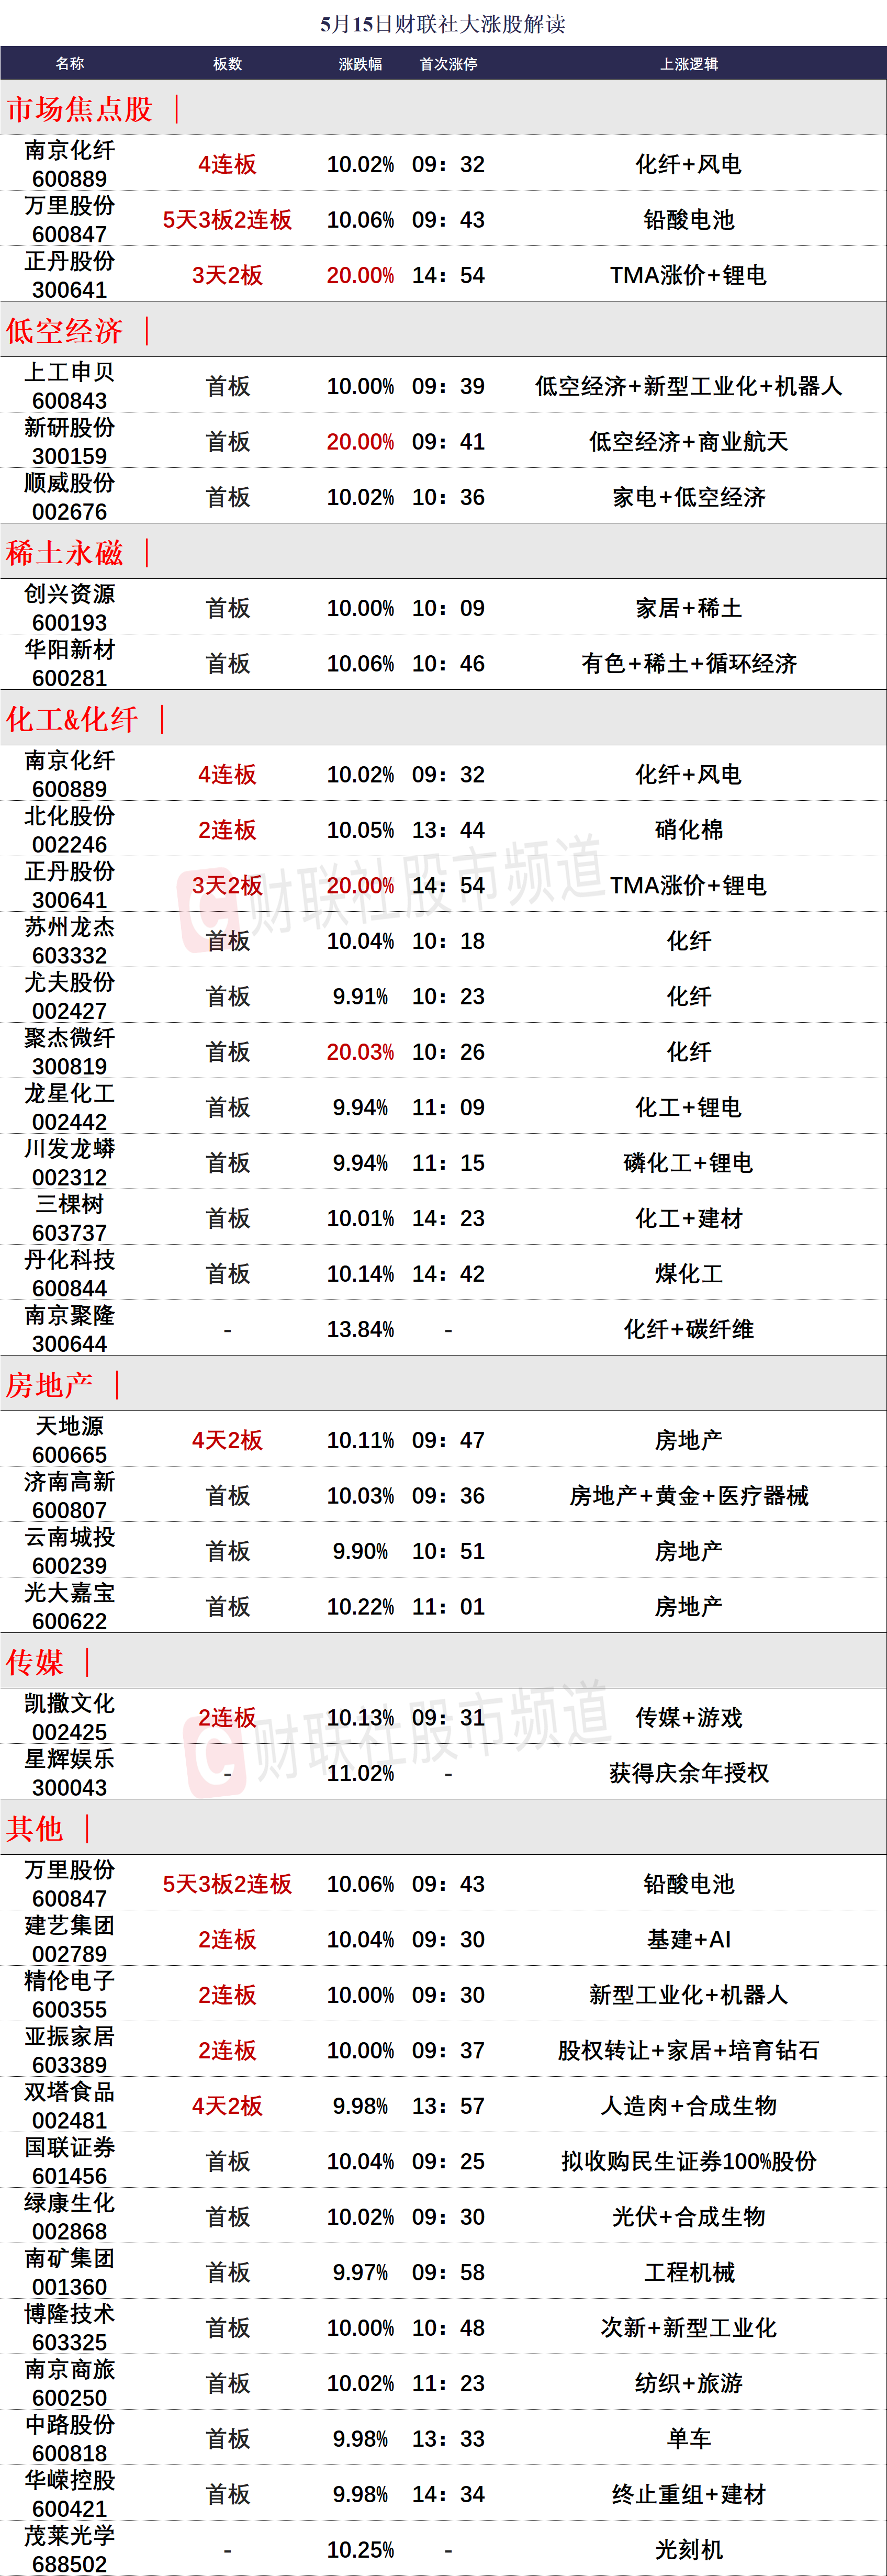 5月15日财联社大涨股解读
名称 板数 涨跌幅 首次涨停 上涨逻辑
市场焦点股 |
南京化纤
600889 4连板 10.02% 09：32 化纤+风电
万里股份
600847 5天3板2连板 10.06% 09：43 铅酸电池
正丹股份
300641 3天2板 20.00% 14：54 TMA涨价+锂电
低空经济 |
上工申贝
600843 首板 10.00% 09：39 低空经济+新型工业化+机器人
新研股份
300159 首板 20.00% 09：41 低空经济+商业航天
顺威股份
002676 首板 10.02% 10：36 家电+低空经济
稀土永磁 |
创兴资源
600193 首板 10.00% 10：09 家居+稀土
华阳新材
600281 首板 10.06% 10：46 有色+稀土+循环经济
化工&化纤 |
南京化纤
600889 4连板 10.02% 09：32 化纤+风电
北化股份
002246 2连板 10.05% 13：44 硝化棉
正丹股份
300641 3天2板 20.00% 14：54 TMA涨价+锂电
财联社股市频道
苏州龙杰
603332 首板 10.04% 10：18 化纤
尤夫股份
002427 首板 9.91% 10：23 化纤
聚杰微纤
300819 首板 20.03% 10：26 化纤
龙星化工
002442 首板 9.94% 11：09 化工+锂电
川发龙蟒
002312 首板 9.94% 11：15 磷化工+锂电
三棵树
603737 首板 10.01% 14：23 化工+建材
丹化科技
600844 首板 10.14% 14：42 煤化工
南京聚隆
300644 - 13.84% - 化纤+碳纤维
房地产 |
天地源
600665 4天2板 10.11% 09：47 房地产
济南高新
600807 首板 10.03% 09：36 房地产+黄金+医疗器械
云南城投
600239 首板 9.90% 10：51 房地产
光大嘉宝
600622 首板 10.22% 11：01 房地产
传媒 |
凯撒文化
002425 2连板 10.13% 09：31 传媒+游戏
财联社股市频道
星辉娱乐
300043 - 11.02% - 获得庆余年授权
其他 |
万里股份
600847 5天3板2连板 10.06% 09：43 铅酸电池
建艺集团
002789 2连板 10.04% 09：30 基建+AI
精伦电子
600355 2连板 10.00% 09：30 新型工业化+机器人
亚振家居
603389 2连板 10.00% 09：37 股权转让+家居+培育钻石
双塔食品
002481 4天2板 9.98% 13：57 人造肉+合成生物
国联证券
601456 首板 10.04% 09：25 拟收购民生证券100%股份
绿康生化
002868 首板 10.02% 09：30 光伏+合成生物
南矿集团
001360 首板 9.97% 09：58 工程机械
博隆技术
603325 首板 10.00% 10：48 次新+新型工业化
南京商旅
600250 首板 10.02% 11：23 纺织+旅游
中路股份
600818 首板 9.98% 13：33 单车
华嵘控股
600421 首板 9.98% 14：34 终止重组+建材
茂莱光学
688502 - 10.25% - 光刻机